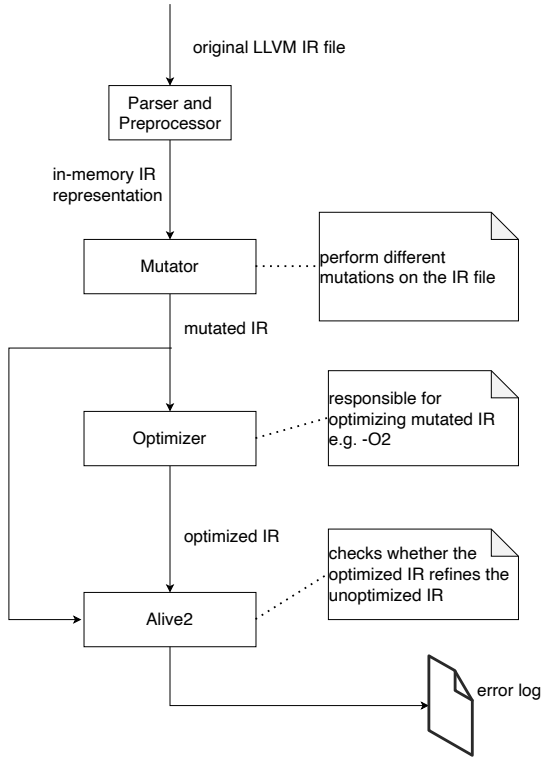 original LLVM IR file
Parser and
Preprocessor
in-memory IR
representation
Mutator
perform different
mutations on the IR file
mutated IR
Optimizer
responsible for
optimizing mutated IR
e.g. -O2
optimized IR
Alive2
checks whether the
optimized IR refines the
unoptimized IR
error log